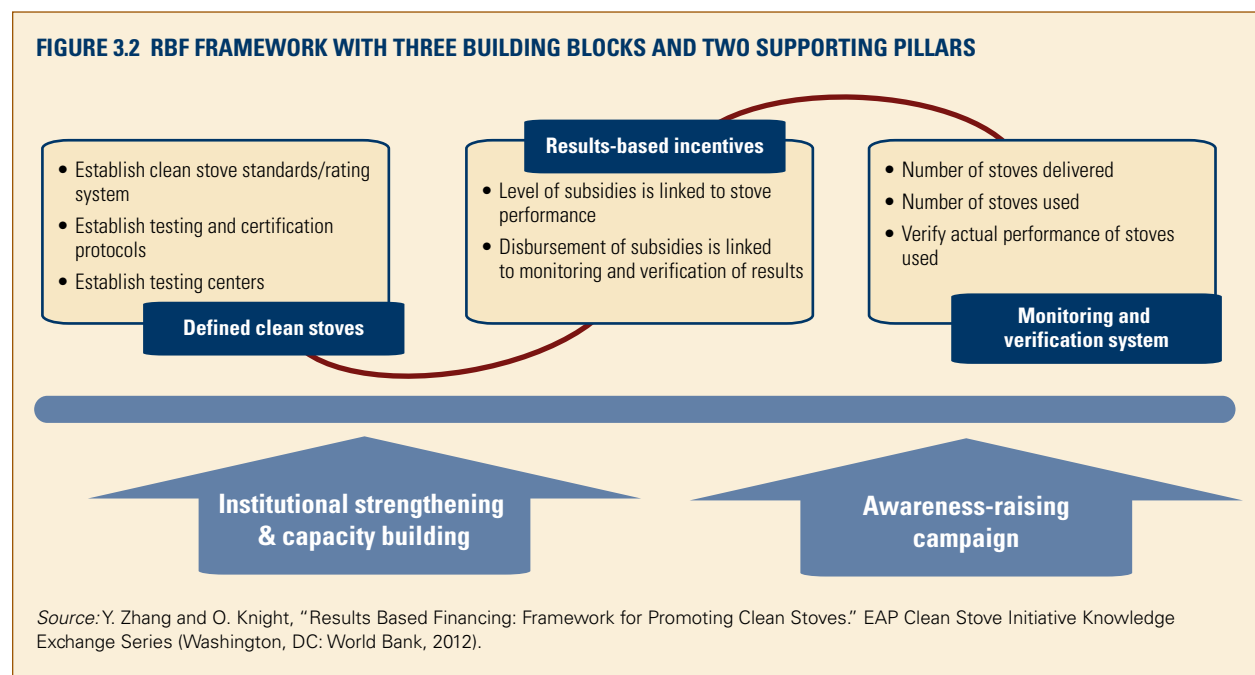 FIGURE 3.2 RBF FRAMEWORK WITH THREE BUILDING BLOCKS AND TWO SUPPORTING PILLARS
• Establish clean stove standards/rating
system
• Establish testing and certification
protocols
• Establish testing centers
Defined clean stoves
Results-based incentives
• Level of subsidies is linked to stove
performance
• Disbursement of subsidies is linked
to monitoring and verification of results
• Number of stoves delivered
• Number of stoves used
• Verify actual performance of stoves
used
Monitoring and
verification system
Institutional strengthening
& capacity building
Awareness-raising
campaign
Source: Y. Zhang and O. Knight, “Results Based Financing: Framework for Promoting Clean Stoves.” EAP Clean Stove Initiative Knowledge
Exchange Series (Washington, DC: World Bank, 2012).